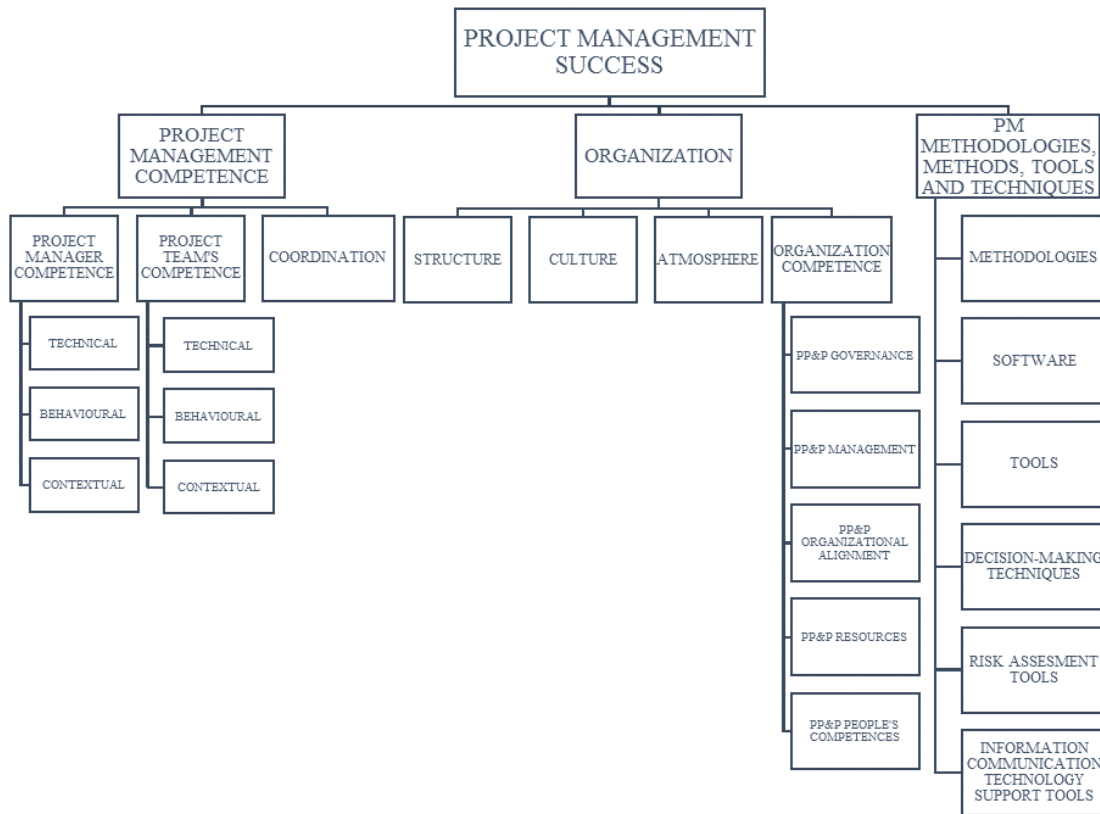 PROJECT MANAGEMENT
SUCCESS
PROJECT
MANAGEMENT
COMPETENCE
ORGANIZATION
PM
METHODOLOGIES,
METHODS, TOOLS
AND TECHNIQUES
PROJECT
MANAGER
COMPETENCE
PROJECT
TEAM'S
COMPETENCE
COORDINATION
STRUCTURE
CULTURE
ATMOSPHERE
ORGANIZATION
COMPETENCE
TECHNICAL
BEHAVIOURAL
CONTEXTUAL
TECHNICAL
BEHAVIOURAL
CONTEXTUAL
PP&P GOVERNANCE
PP&P MANAGEMENT
PP&P
ORGANIZATIONAL
ALIGNMENT
PP&P RESOURCES
PP&P PEOPLE'S
COMPETENCES
METHODOLOGIES
SOFTWARE
TOOLS
DECISION-MAKING
TECHNIQUES
RISK ASSESMENT
TOOLS
INFORMATION
COMMUNICATION
TECHNOLOGY
SUPPORT TOOLS